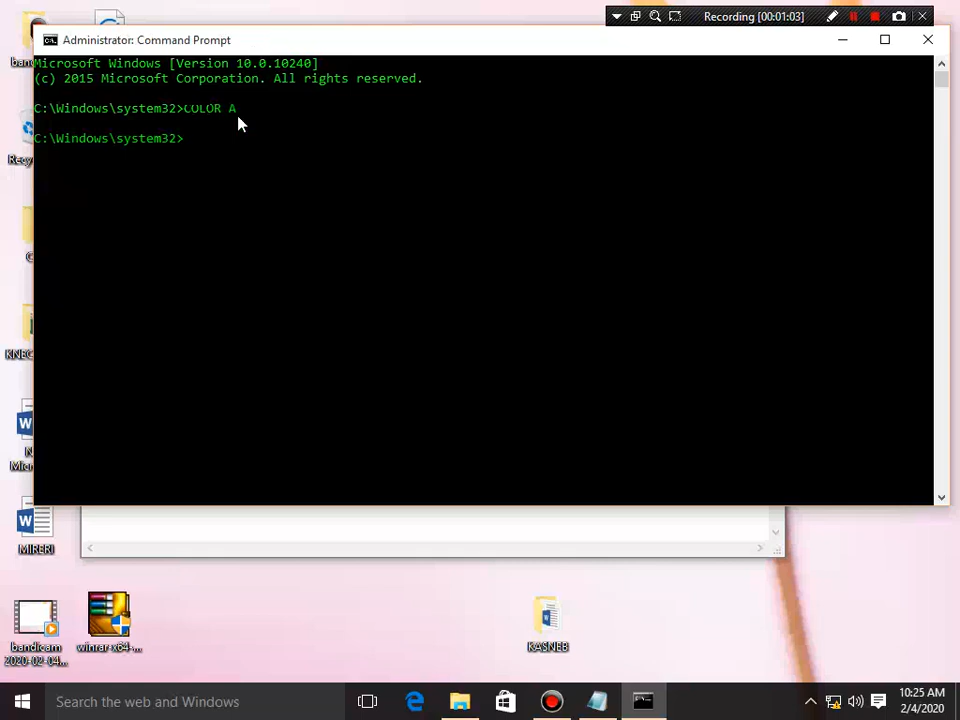 Recording [00:01:03]
Administrator: Command Prompt
Microsoft Windows [Version 10.0.10240]
(c) 2015 Microsoft Corporation. All rights reserved.
C:\Windows\system32>COLOR A
C:\Windows\system32>
MIRERI
bandicam
2020-02-04...
winrar-x64-...
KASNEB
Search the web and Windows
10:25 AM
2/4/2020